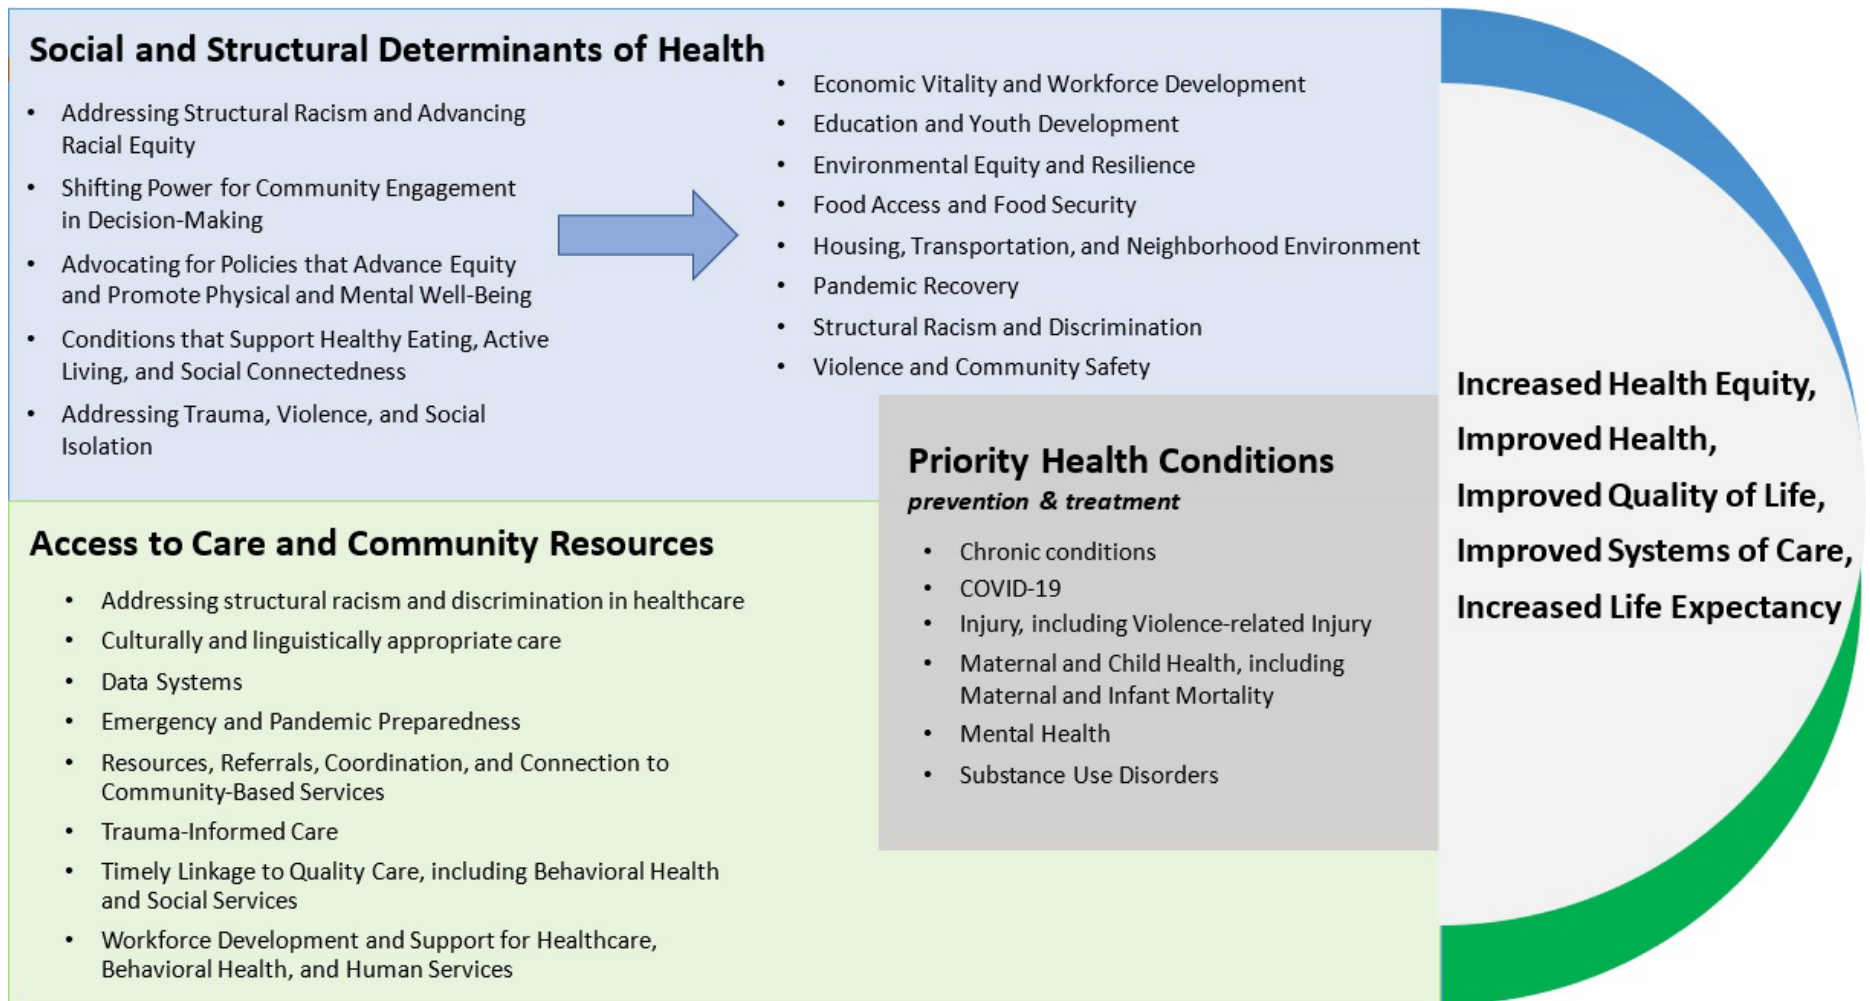 Social and Structural Determinants of Health
• Addressing Structural Racism and Advancing
Racial Equity
• Shifting Power for Community Engagement
in Decision-Making
• Advocating for Policies that Advance Equity
and Promote Physical and Mental Well-Being
• Conditions that Support Healthy Eating, Active
Living, and Social Connectedness
• Addressing Trauma, Violence, and Social
Isolation
• Economic Vitality and Workforce Development
• Education and Youth Development
• Environmental Equity and Resilience
• Food Access and Food Security
• Housing, Transportation, and Neighborhood Environment
• Pandemic Recovery
• Structural Racism and Discrimination
• Violence and Community Safety
Access to Care and Community Resources
• Addressing structural racism and discrimination in healthcare
• Culturally and linguistically appropriate care
• Data Systems
• Emergency and Pandemic Preparedness
• Resources, Referrals, Coordination, and Connection to
Community-Based Services
• Trauma-Informed Care
• Timely Linkage to Quality Care, including Behavioral Health
and Social Services
• Workforce Development and Support for Healthcare,
Behavioral Health, and Human Services
Priority Health Conditions
prevention & treatment
• Chronic conditions
• COVID-19
• Injury, including Violence-related Injury
• Maternal and Child Health, including
Maternal and Infant Mortality
• Mental Health
• Substance Use Disorders
Increased Health Equity,
Improved Health,
Improved Quality of Life,
Improved Systems of Care,
Increased Life Expectancy